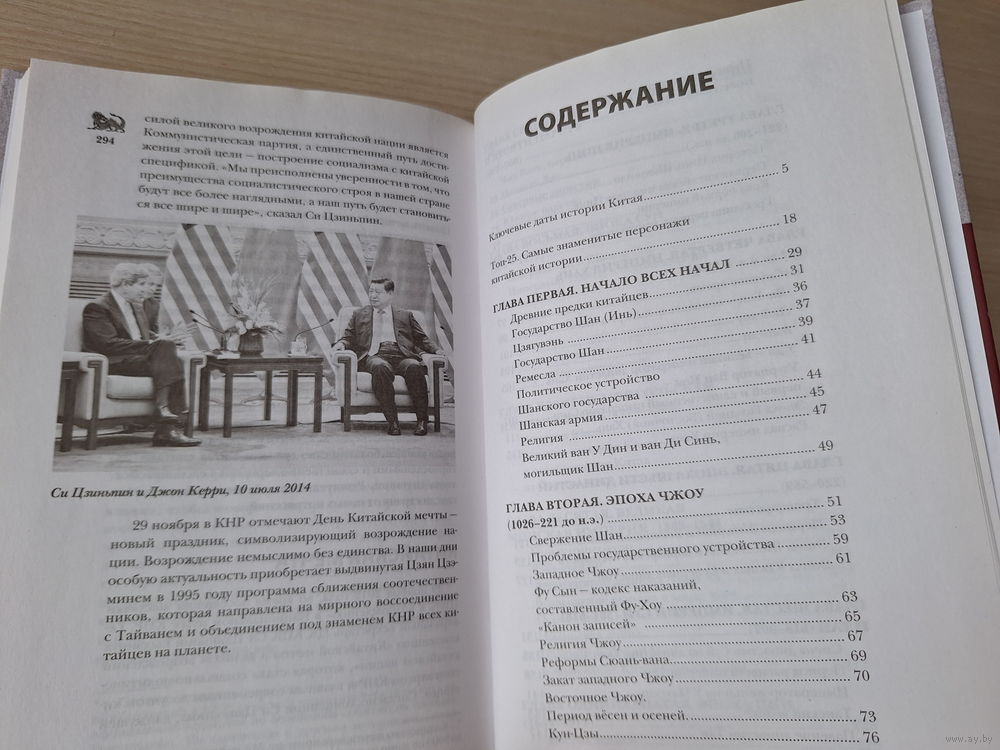 294
силой великого возрождения китайской нации является
Коммунистическая партия, а единственный путь дости-
жения этой цели — построение социализма с китайской
спецификой. «Мы преисполнены уверенности в том, что
преимущества социалистического строя в нашей стране
будут все более наглядными, а наш путь будет становить-
ся все шире и шире», сказал Си Цзиньпин.
Си Цзиньпин и Джон Керри, 10 июля 2014
29 ноября в КНР отмечают День Китайской мечты —
новый праздник, символизирующий возрождение на-
ции. Возрождение немыслимо без единства. В наши дни
особую актуальность приобретает выдвинутая Цзян Цзэ-
минем в 1995 году программа сближения соотечествен-
ников, которая направлена на мирного воссоединение
с Тайванем и объединением под знаменем КНР всех ки-
тайцев на планете.
СОДЕРЖАНИЕ
Ключевые даты истории Китая 5
Топ-25. Самые знаменитые персонажи
китайской истории 18
ГЛАВА ПЕРВАЯ. НАЧАЛО ВСЕХ НАЧАЛ 29
Древние предки китайцев 31
Государство Шан (Инь) 36
Цзягувэнь 37
Государство Шан 39
Ремесла 41
Политическое устройство
Шанского государства 44
Шанская армия 45
Религия 47
Великий ван У Дин и ван Ди Синь,
могильщик Шан 49
ГЛАВА ВТОРАЯ. ЭПОХА ЧЖОУ
(1026–221 до н.э.) 51
Свержение Шан 53
Проблемы государственного устройства 59
Западное Чжоу 61
Фу Сын — кодекс наказаний,
составленный Фу-Хоу 63
«Канон записей» 65
Религия Чжоу 67
Реформы Сюань-вана 69
Закат западного Чжоу 70
Восточное Чжоу.
Период вёсен и осеней 73
Кун-Цзы 76
www.ay.by